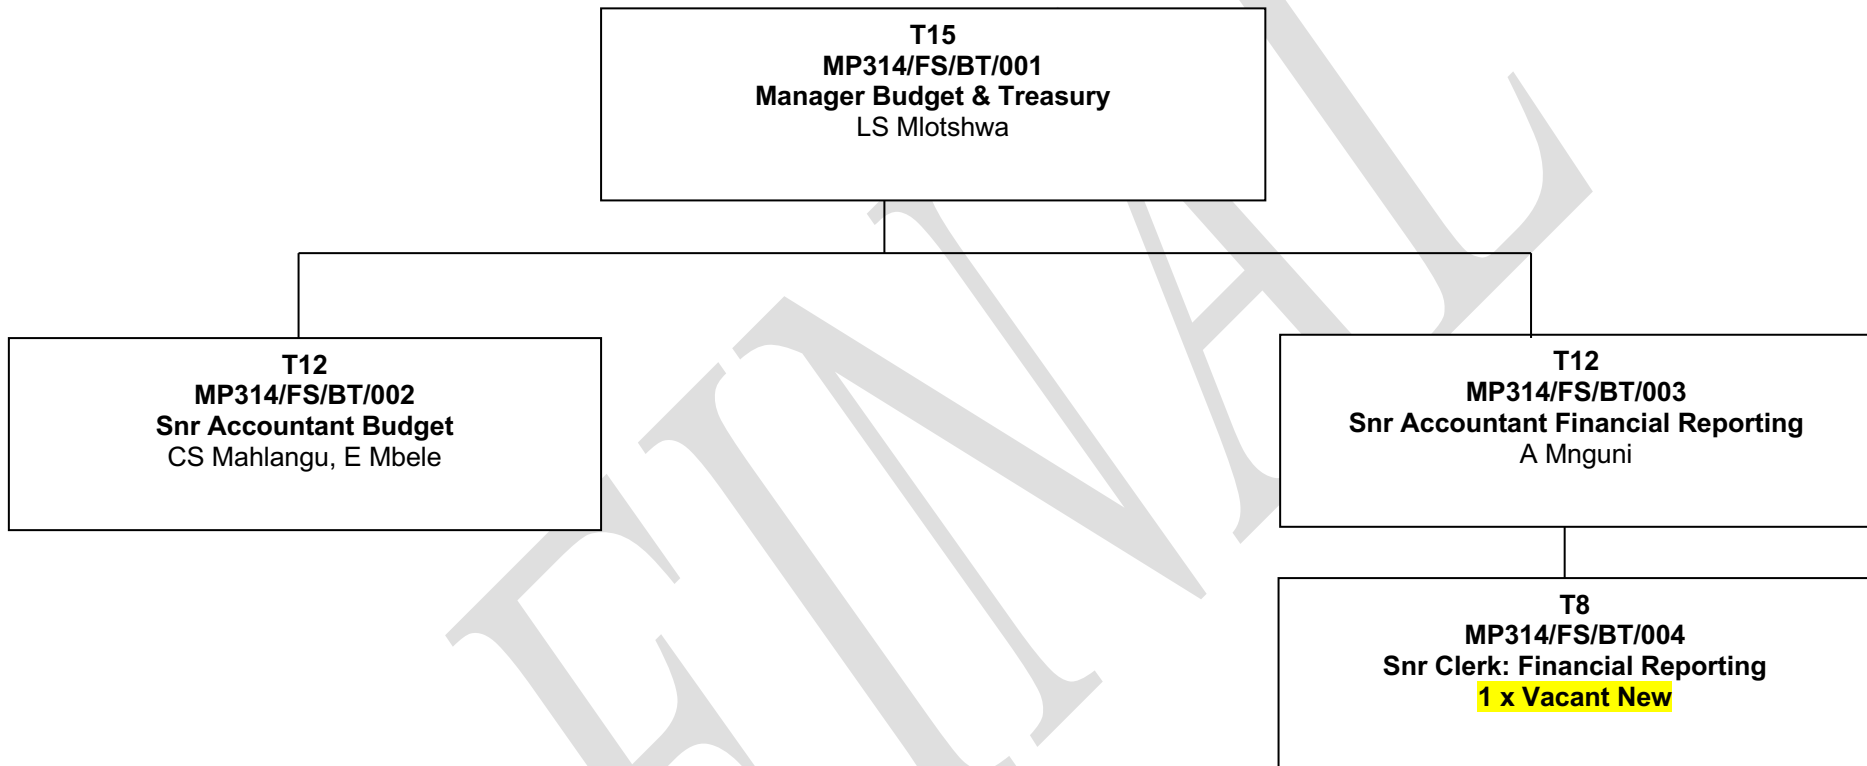 T15
MP314/FS/BT/001
Manager Budget & Treasury
LS Mlotshwa
T12
MP314/FS/BT/002
Snr Accountant Budget
CS Mahlangu, E Mbele
T12
MP314/FS/BT/003
Snr Accountant Financial Reporting
A Mnguni
T8
MP314/FS/BT/004
Snr Clerk: Financial Reporting
1 x Vacant New
FINAL